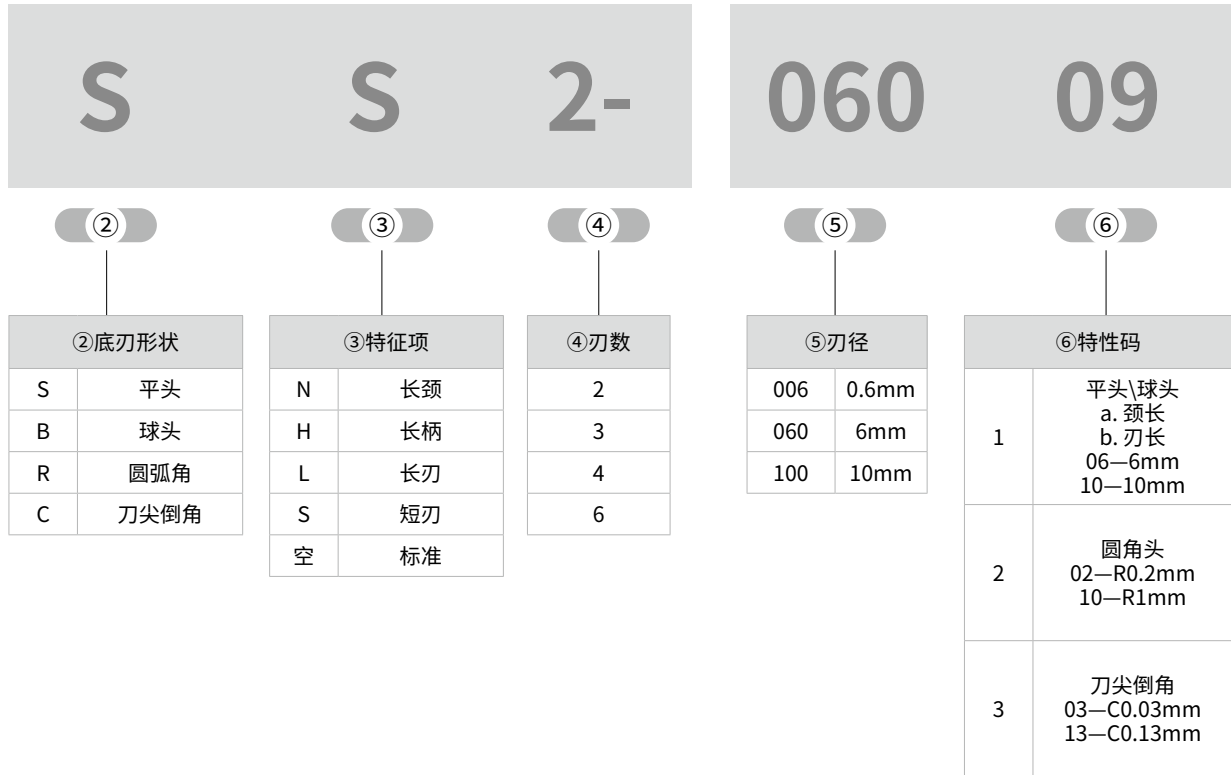 S S 2- 060 09
② ③ ④ ⑤ ⑥
②底刃形状
S 平头
B 球头
R 圆弧角
C 刀尖倒角
③特征项
N 长颈
H 长柄
L 长刃
S 短刃
空 标准
④刃数
2
3
4
6
⑤刃径
006 0.6mm
060 6mm
100 10mm
⑥特性码
1
平头\球头
a. 颈长
b. 刃长
06—6mm
10—10mm
2
圆角头
02—R0.2mm
10—R1mm
3
刀尖倒角
03—C0.03mm
13—C0.13mm